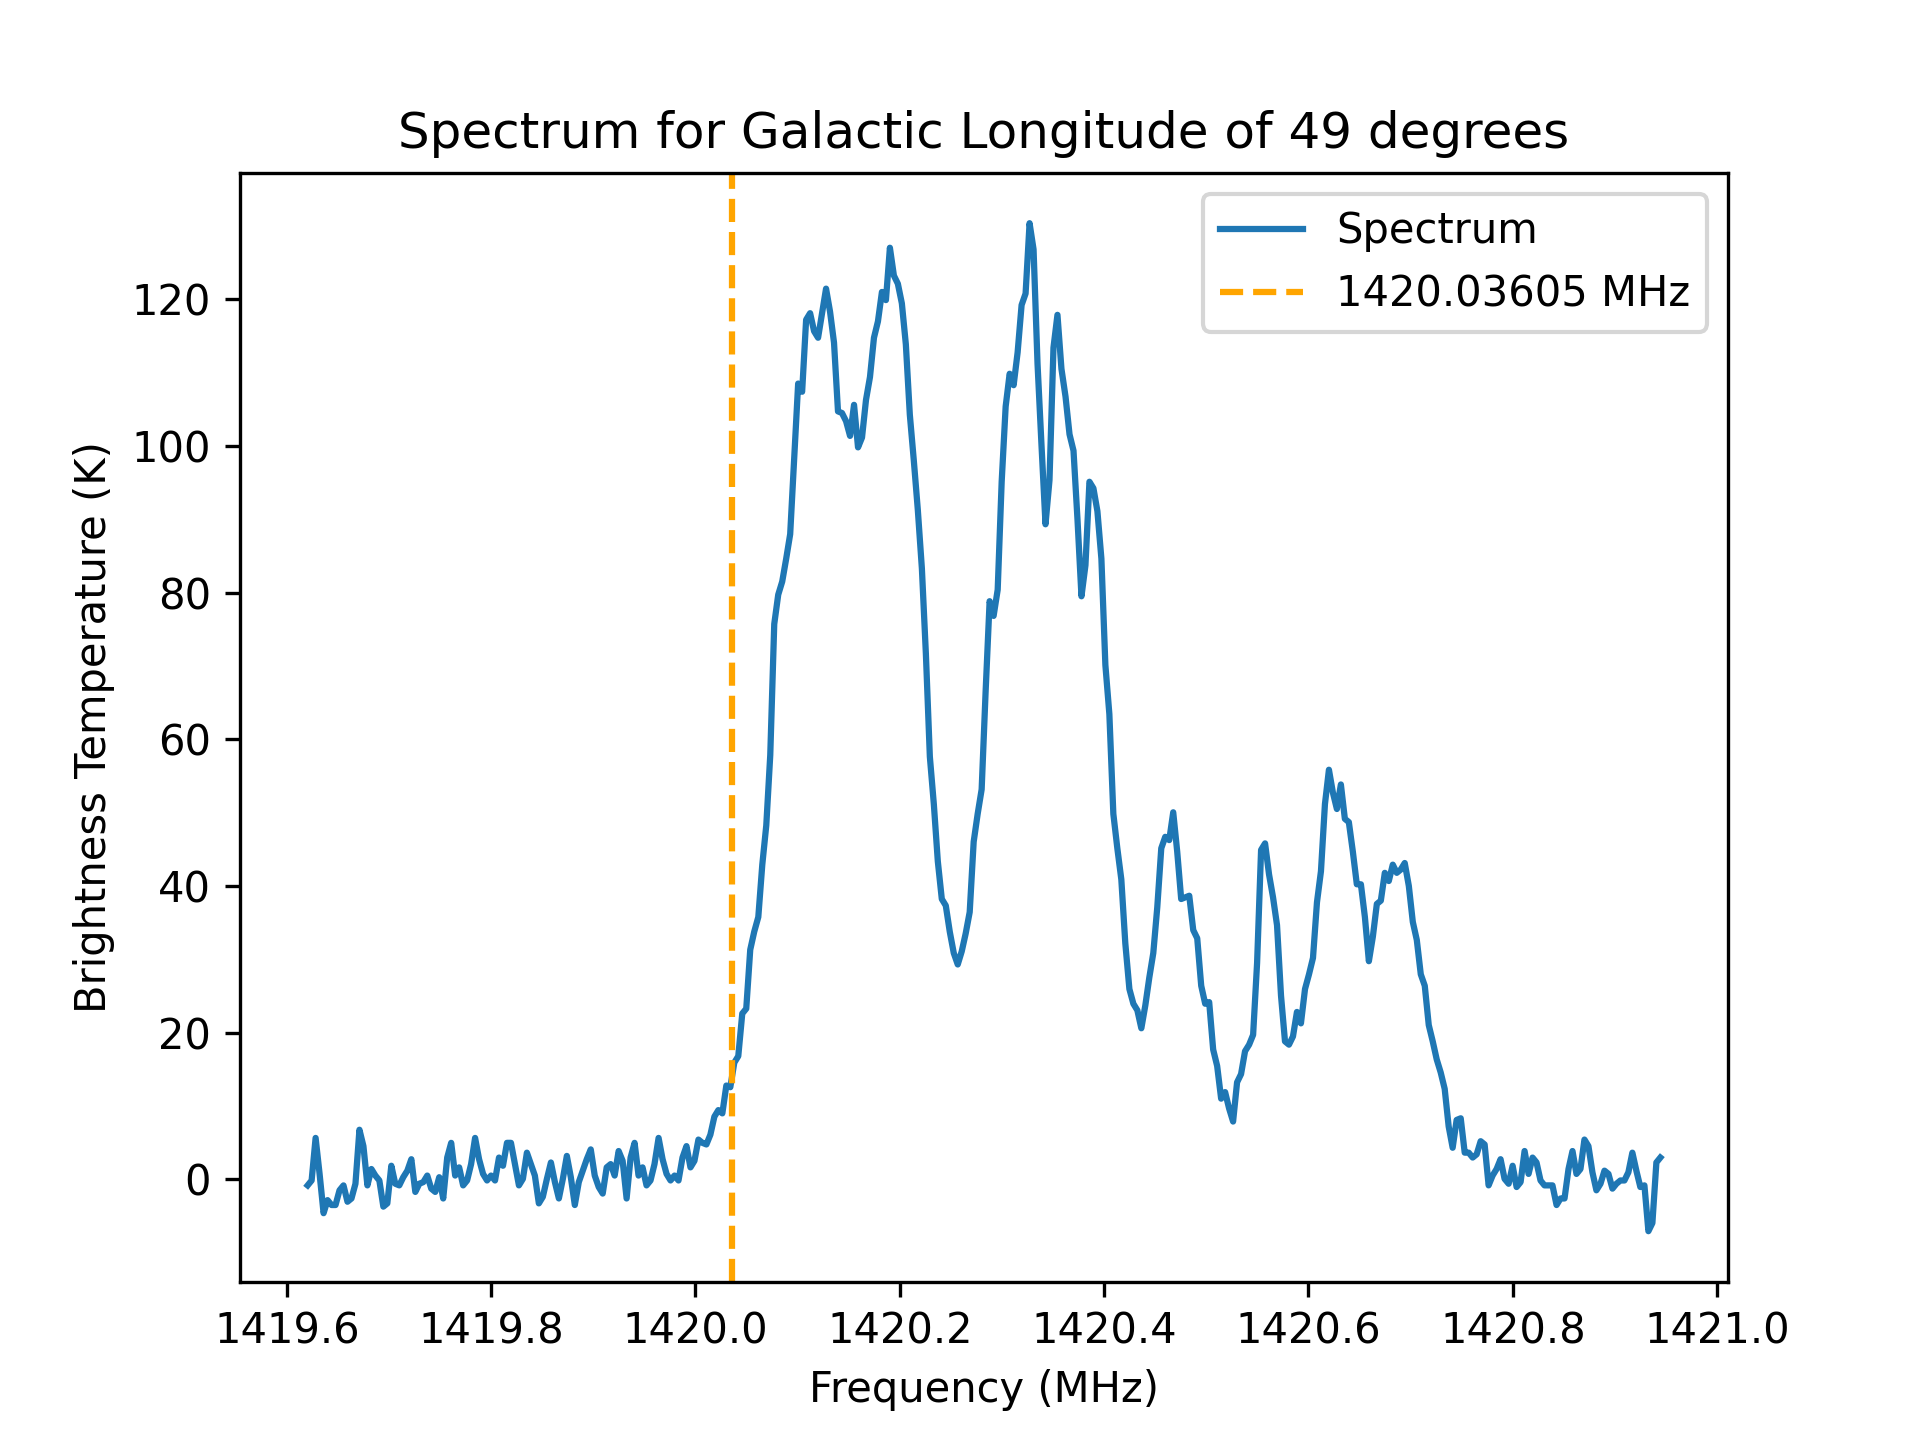 Spectrum for Galactic Longitude of 49 degrees
Spectrum
1420.03605 MHz
Brightness Temperature (K)
120
100
80
60
40
20
0
1419.6 1419.8 1420.0 1420.2 1420.4 1420.6 1420.8 1421.0
Frequency (MHz)